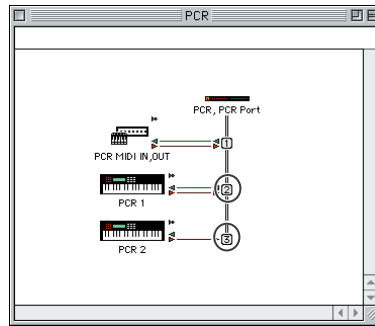 PCR
PCR, PCR Port
1
PCR MIDI IN,OUT
2
PCR 1
3
PCR 2